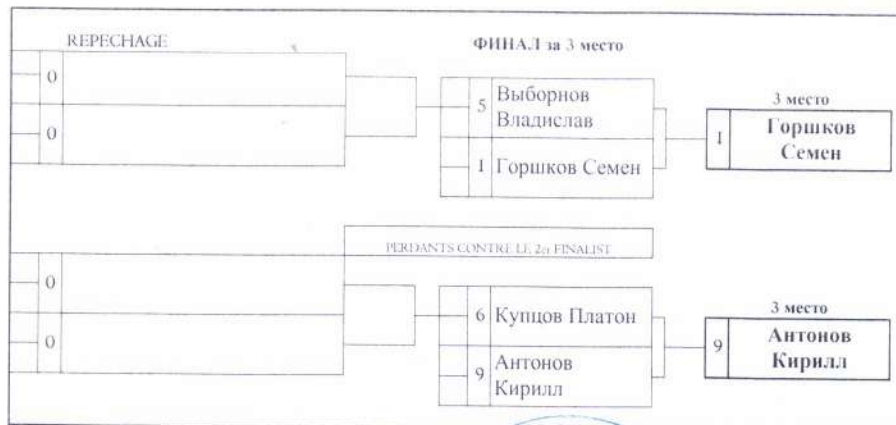 REPECHAGE
ФИНАЛ за 3 место
0
0
5 Выборнов
Владислав
1 Горшков Семен
3 место
1 Горшков
Семен
PERDANTS CONTRE LE 2er FINALIST
0
0
6 Купцов Платон
9 Антонов
Кирилл
3 место
9 Антонов
Кирилл